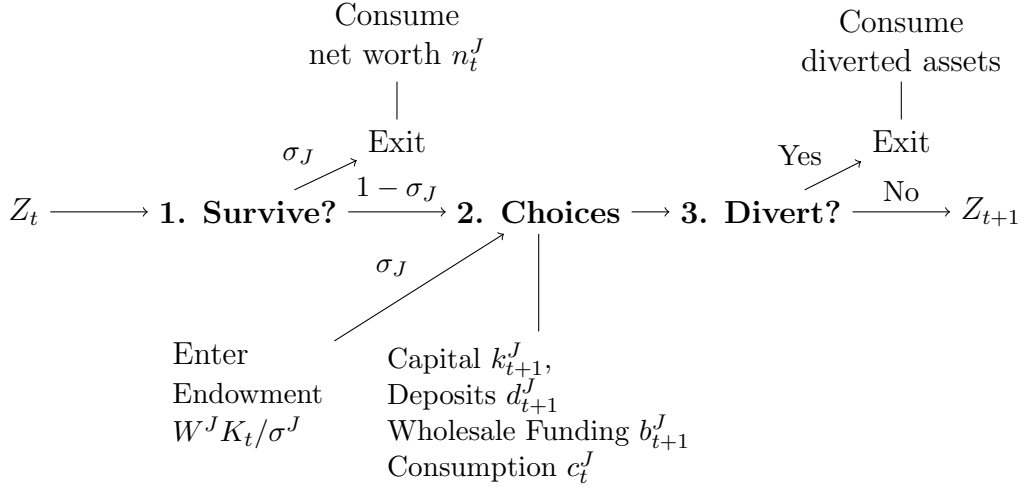 Consume
net worth $n_t^J$
Consume
diverted assets
Exit
Exit
$\sigma_J$
Yes
$1 - \sigma_J$
No
$Z_t$
1. Survive?
2. Choices
3. Divert?
$Z_{t+1}$
$\sigma_J$
Enter
Endowment
$W^J K_t / \sigma^J$
Capital $k_{t+1}^J$,
Deposits $d_{t+1}^J$
Wholesale Funding $b_{t+1}^J$
Consumption $c_t^J$